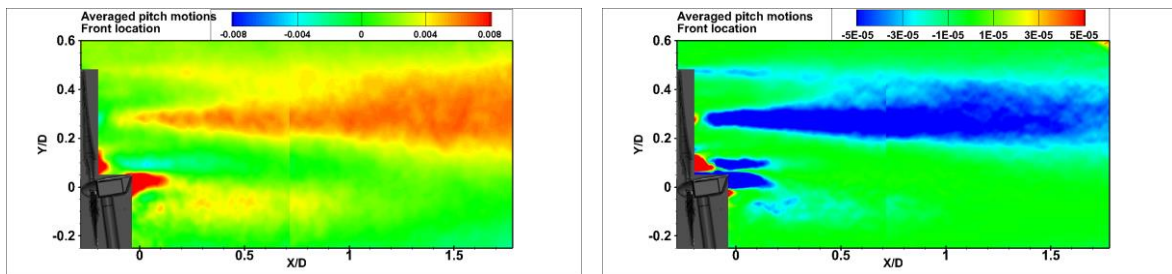 Averaged pitch motions
Front location
-0.008 -0.004 0 0.004 0.008
0.6
0.4
0.2
0
-0.2
Y/D
0 0.5 1 1.5
X/D
Averaged pitch motions
Front location
-5E-05 -3E-05 -1E-05 1E-05 3E-05 5E-05
0.6
0.4
0.2
0
-0.2
Y/D
0 0.5 1 1.5
X/D